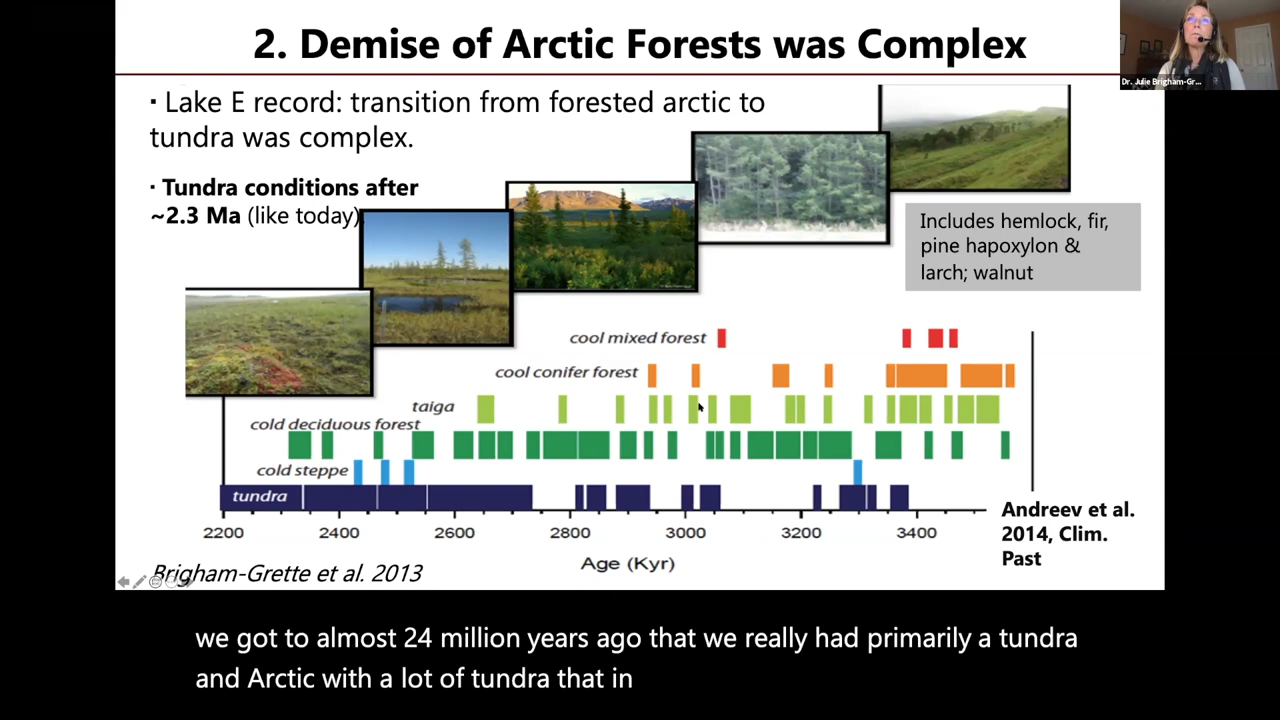 2. Demise of Arctic Forests was Complex
Dr. Julie Brigham-Gr...
· Lake E record: transition from forested arctic to
tundra was complex.
· Tundra conditions after
~2.3 Ma (like today)
Includes hemlock, fir,
pine hapoxylon &
larch; walnut
cool mixed forest
cool conifer forest
taiga
cold deciduous forest
cold steppe
tundra
2200 2400 2600 2800 3000 3200 3400
Age (Kyr)
Andreev et al.
2014, Clim.
Past
Brigham-Grette et al. 2013
we got to almost 24 million years ago that we really had primarily a tundra
and Arctic with a lot of tundra that in